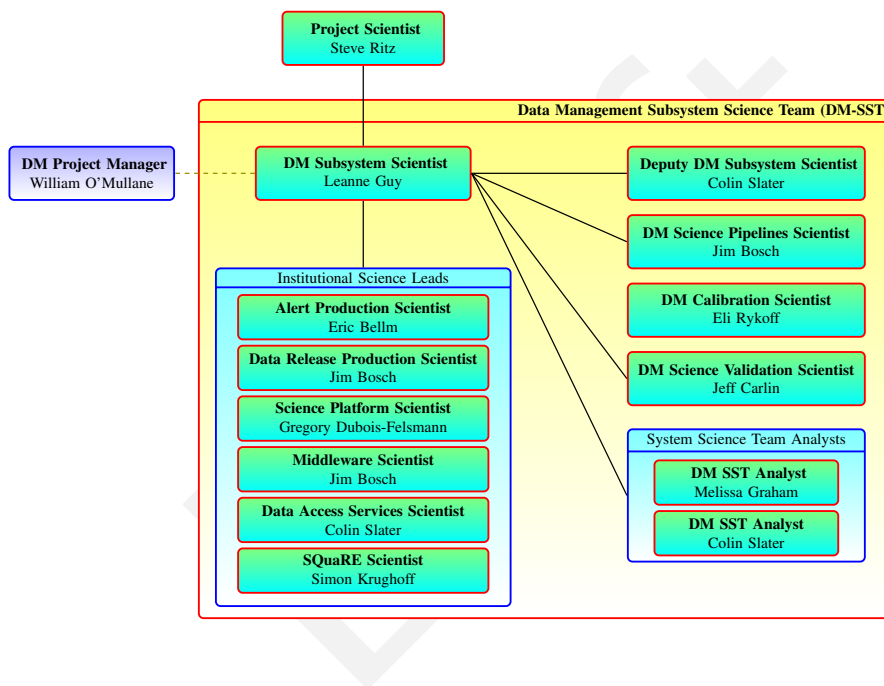 Project Scientist
Steve Ritz
Data Management Subsystem Science Team (DM-SST
DM Project Manager
William O'Mullane
DM Subsystem Scientist
Leanne Guy
Deputy DM Subsystem Scientist
Colin Slater
DM Science Pipelines Scientist
Jim Bosch
DM Calibration Scientist
Eli Rykoff
DM Science Validation Scientist
Jeff Carlin
Institutional Science Leads
Alert Production Scientist
Eric Bellm
Data Release Production Scientist
Jim Bosch
Science Platform Scientist
Gregory Dubois-Felsmann
Middleware Scientist
Jim Bosch
Data Access Services Scientist
Colin Slater
SQuaRE Scientist
Simon Krughoff
System Science Team Analysts
DM SST Analyst
Melissa Graham
DM SST Analyst
Colin Slater